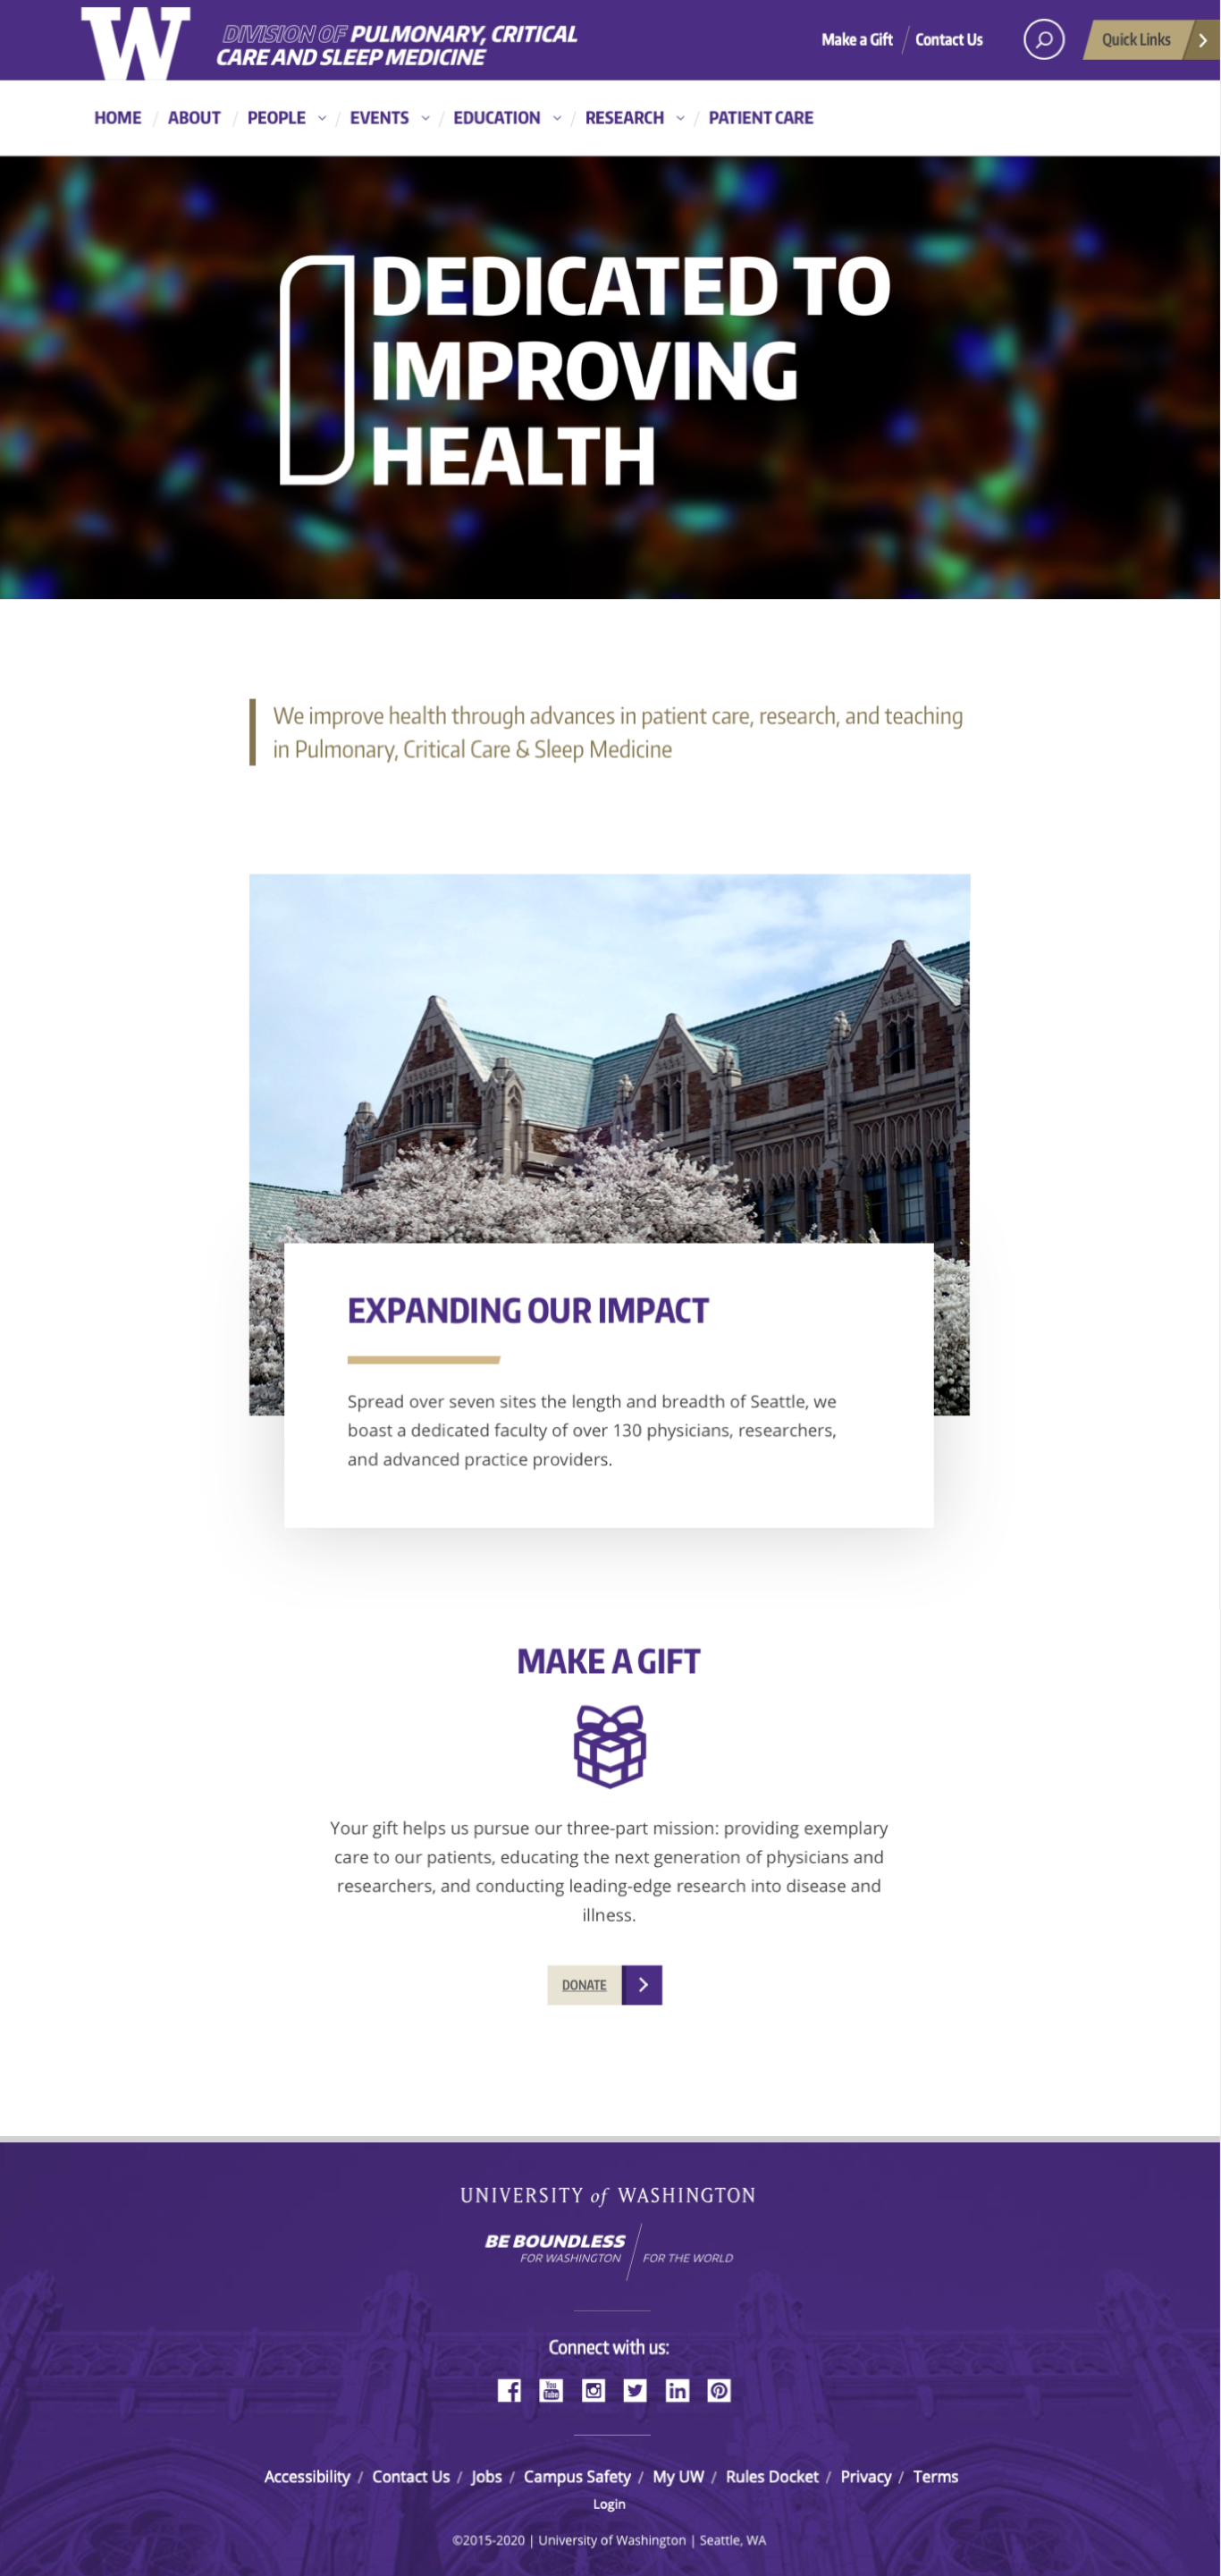 W
DIVISION OF PULMONARY, CRITICAL
CARE AND SLEEP MEDICINE
Make a Gift / Contact Us
Quick Links
HOME / ABOUT / PEOPLE / EVENTS / EDUCATION / RESEARCH / PATIENT CARE
DEDICATED TO
IMPROVING
HEALTH
We improve health through advances in patient care, research, and teaching
in Pulmonary, Critical Care & Sleep Medicine
EXPANDING OUR IMPACT
Spread over seven sites the length and breadth of Seattle, we
boast a dedicated faculty of over 130 physicians, researchers,
and advanced practice providers.
MAKE A GIFT
Your gift helps us pursue our three-part mission: providing exemplary
care to our patients, educating the next generation of physicians and
researchers, and conducting leading-edge research into disease and
illness.
DONATE
UNIVERSITY of WASHINGTON
BE BOUNDLESS
FOR WASHINGTON / FOR THE WORLD
Connect with us:
You Tube
Accessibility / Contact Us / Jobs / Campus Safety / My UW / Rules Docket / Privacy / Terms
Login
©2015-2020 | University of Washington | Seattle, WA